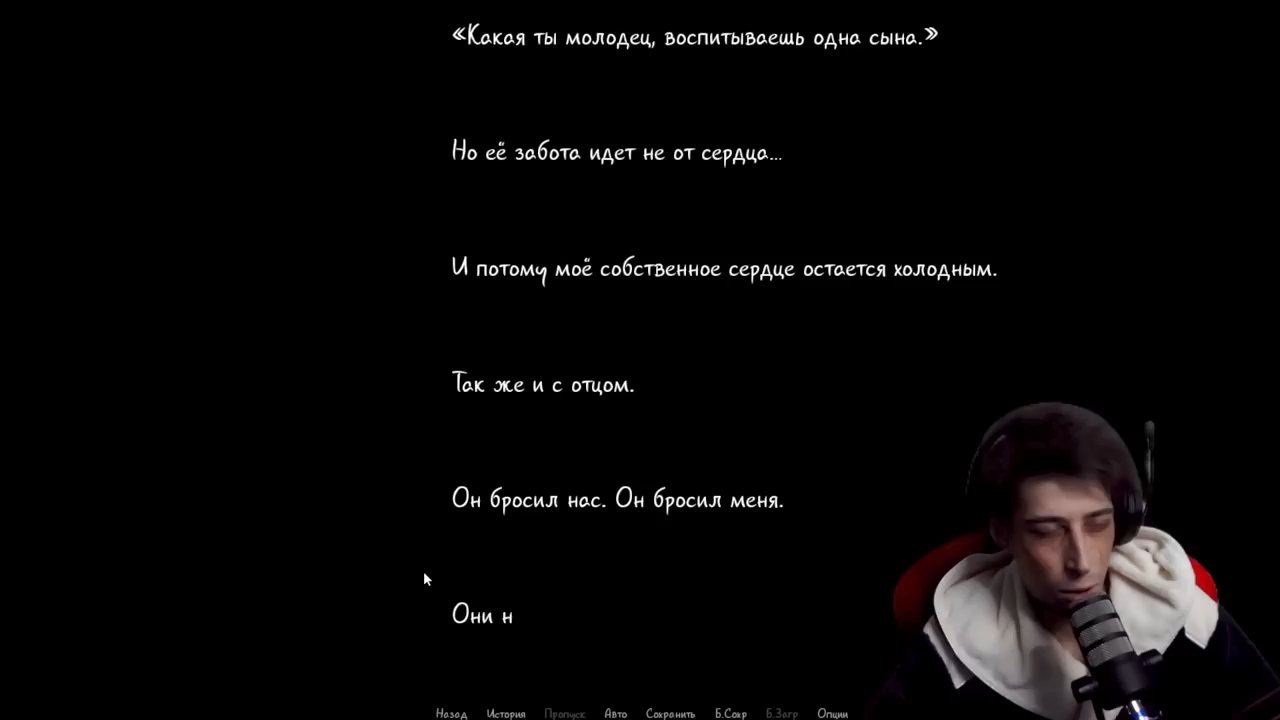 «Какая ты молодец, воспитываешь одна сына.»
Но её забота идет не от сердца...
И потому моё собственное сердце остается холодным.
Так же и с отцом.
Он бросил нас. Он бросил меня.
Они н
Назад История Пропуск Авто Сохранить Б.Сохр Б.Загр Опции